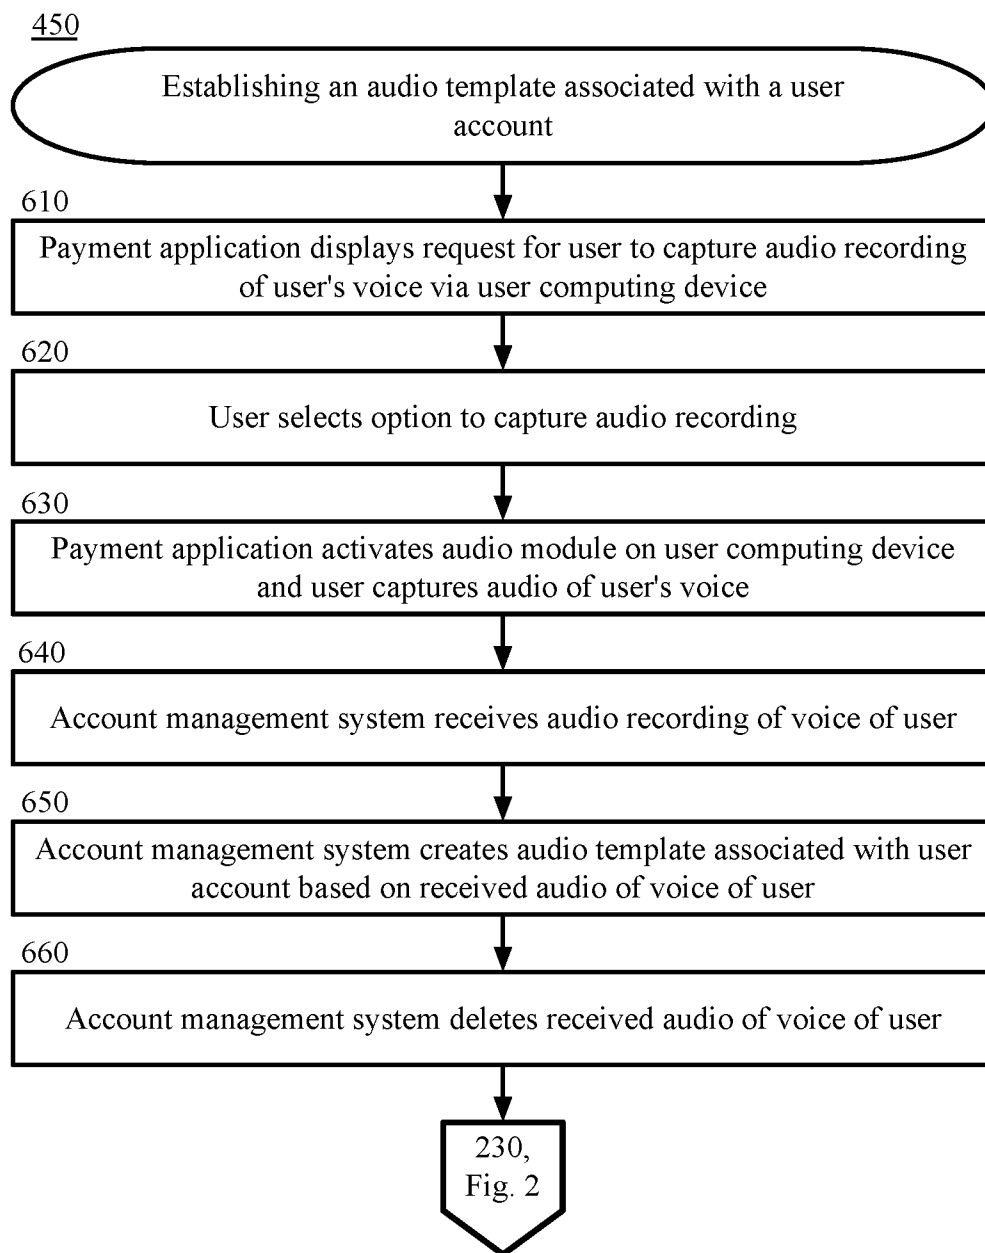 450
Establishing an audio template associated with a user
account
610
Payment application displays request for user to capture audio recording
of user's voice via user computing device
620
User selects option to capture audio recording
630
Payment application activates audio module on user computing device
and user captures audio of user's voice
640
Account management system receives audio recording of voice of user
650
Account management system creates audio template associated with user
account based on received audio of voice of user
660
Account management system deletes received audio of voice of user
230,
Fig. 2